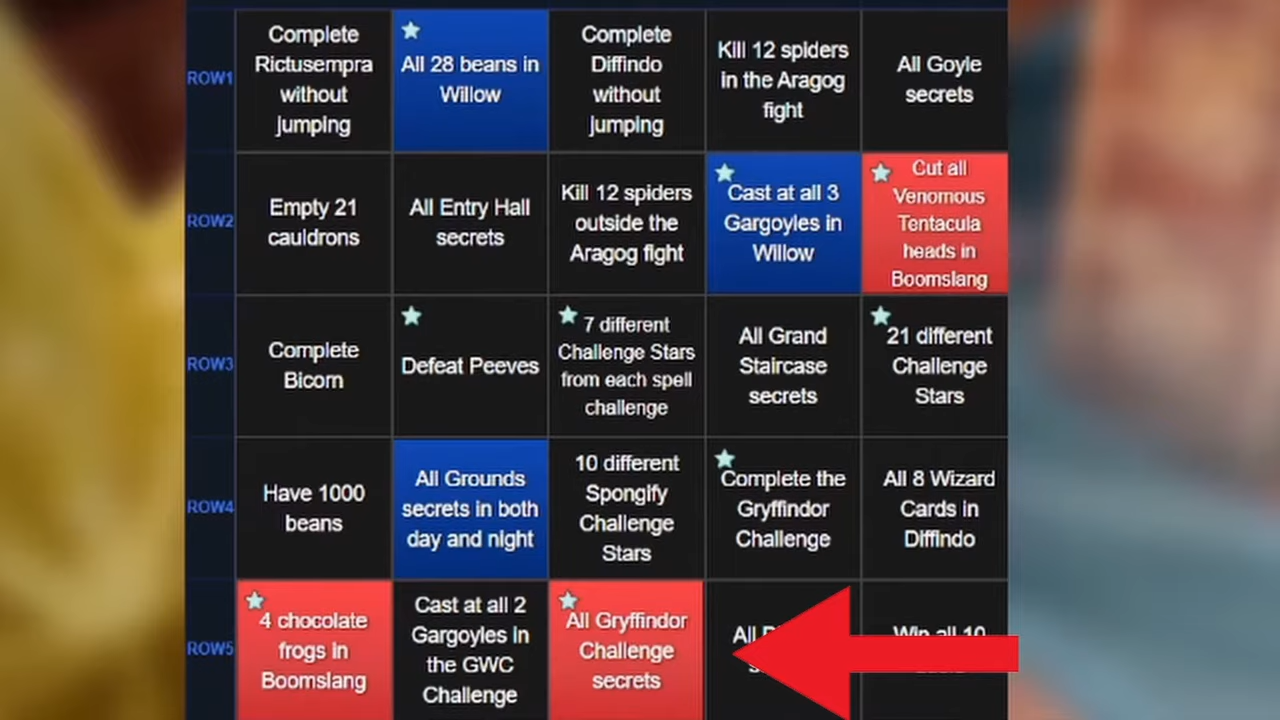 ROW1
Complete
Rictusempra
without
jumping
All 28 beans in
Willow
Complete
Diffindo
without
jumping
Kill 12 spiders
in the Aragog
fight
All Goyle
secrets
ROW2
Empty 21
cauldrons
All Entry Hall
secrets
Kill 12 spiders
outside the
Aragog fight
Cast at all 3
Gargoyles in
Willow
Cut all
Venomous
Tentacula
heads in
Boomslang
ROW3
Complete
Bicorn
Defeat Peeves
7 different
Challenge Stars
from each spell
challenge
All Grand
Staircase
secrets
21 different
Challenge
Stars
ROW4
Have 1000
beans
All Grounds
secrets in both
day and night
10 different
Spongify
Challenge
Stars
Complete the
Gryffindor
Challenge
All 8 Wizard
Cards in
Diffindo
ROW5
4 chocolate
frogs in
Boomslang
Cast at all 2
Gargoyles in
the GWC
Challenge
All Gryffindor
Challenge
secrets
All
Win all 10